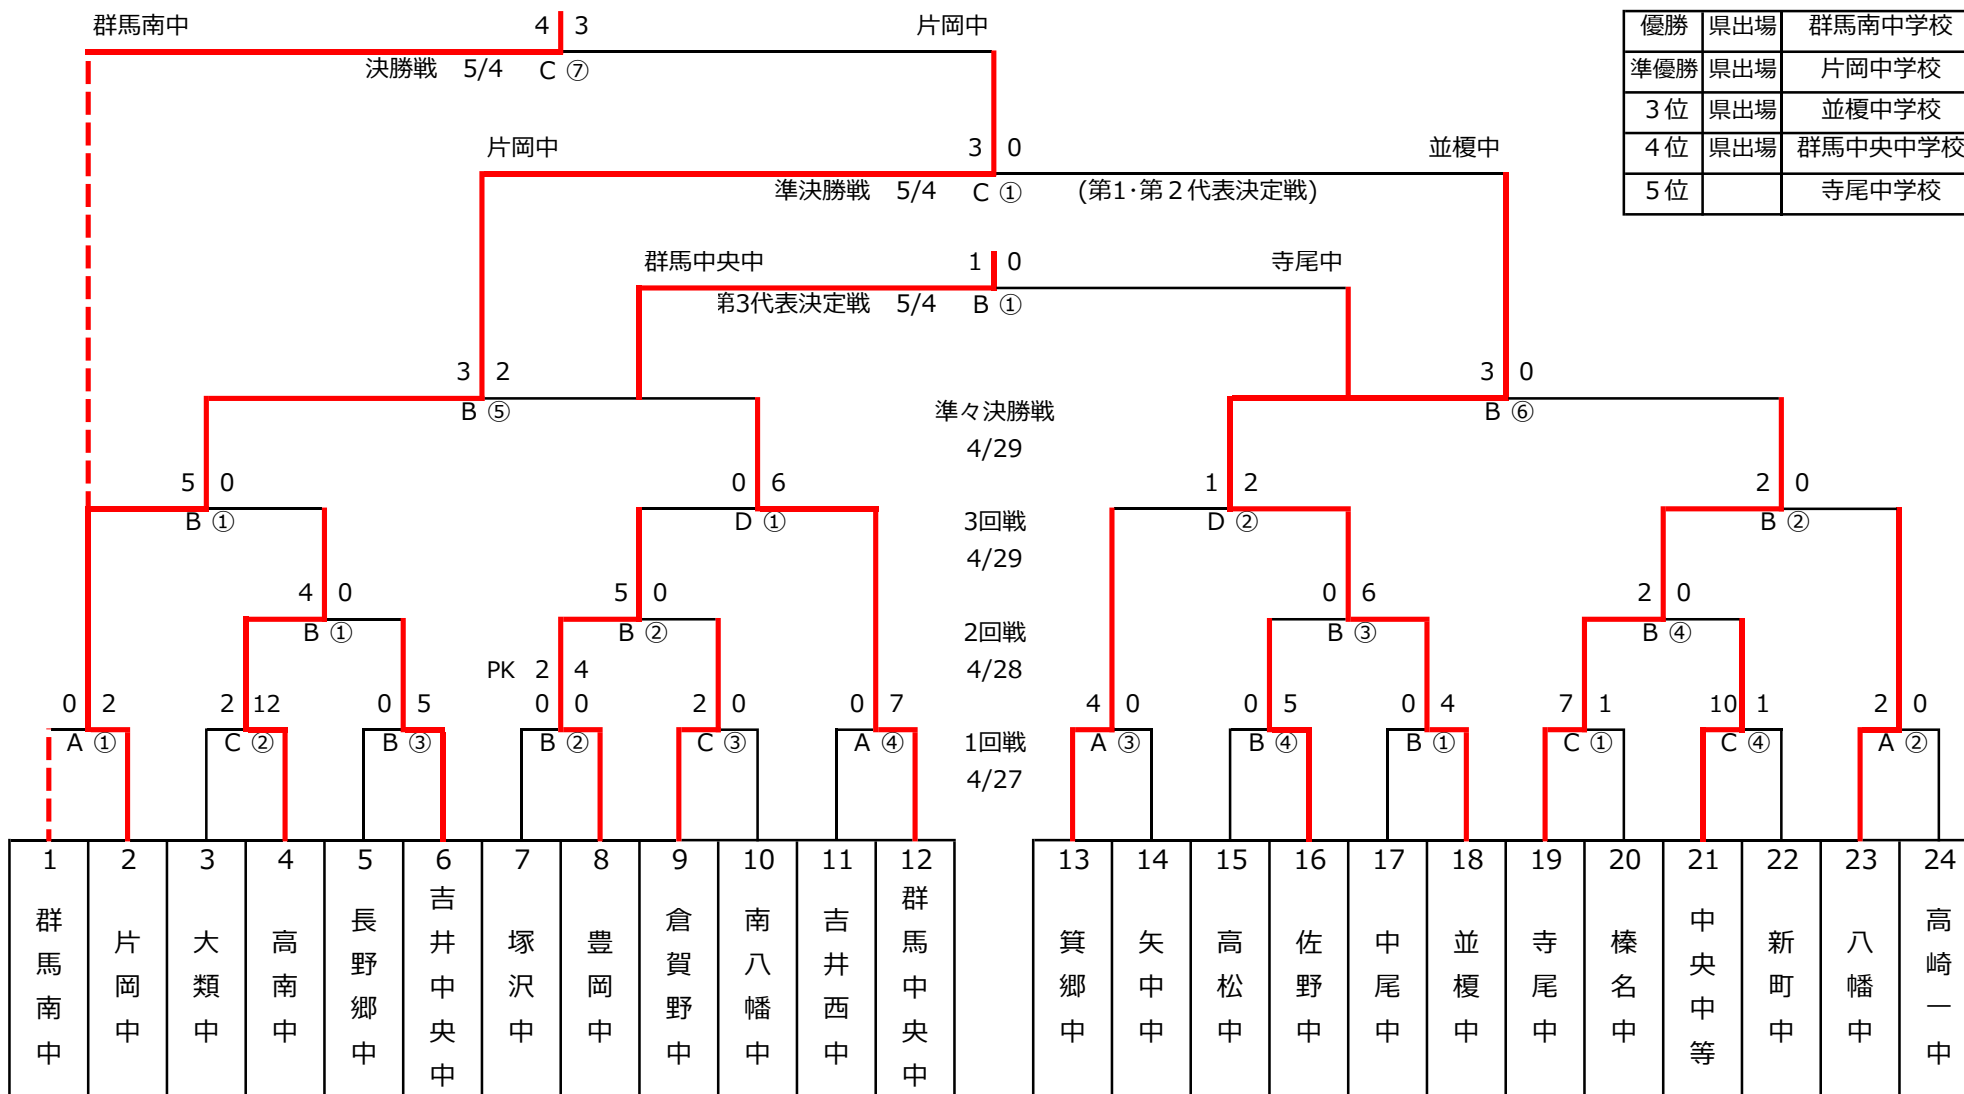 群馬南中 4 3 片岡中
決勝戦 5/4 C ⑦
優勝 県出場 群馬南中学校
準優勝 県出場 片岡中学校
3位 県出場 並榎中学校
4位 県出場 群馬中央中学校
5位 寺尾中学校
片岡中 3 0 並榎中
準決勝戦 5/4 C ① (第1･第2代表決定戦)
群馬中央中 1 0 寺尾中
第3代表決定戦 5/4 B ①
3 2 3 0
B ⑤ 準々決勝戦 B ⑥
4/29
5 0 0 6 1 2 2 0
B ① D ① 3回戦 D ② B ②
4/29
4 0 5 0 0 6 2 0
B ① B ② 2回戦 B ③ B ④
PK 2 4 4/28
0 2 2 12 0 5 0 0 2 0 0 7 4 0 0 5 0 4 7 1 10 1 2 0
A ① C ② B ③ B ② C ③ A ④ 1回戦 A ③ B ④ B ① C ① C ④ A ②
4/27
1 2 3 4 5 6 7 8 9 10 11 12 13 14 15 16 17 18 19 20 21 22 23 24
群馬南中
片岡中
大類中
高南中
長野郷中
吉井中央中
塚沢中
豊岡中
倉賀野中
南八幡中
吉井西中
群馬中央中
箕郷中
矢中中
高松中
佐野中
中尾中
並榎中
寺尾中
榛名中
中央中等
新町中
八幡中
高崎一中